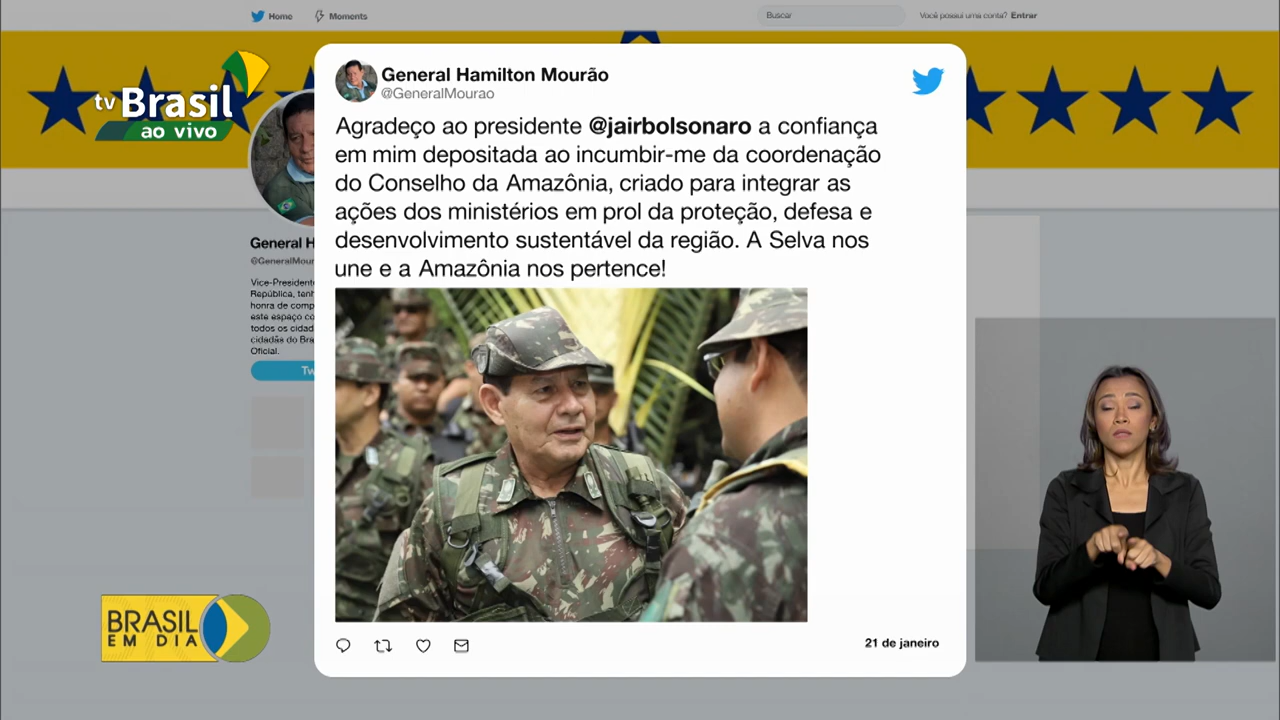 Home
Moments
Buscar
Você possui uma conta? Entrar
tv Brasil
ao vivo
General Hamilton Mourão
@GeneralMourao
Agradeço ao presidente @jairbolsonaro a confiança
em mim depositada ao incumbir-me da coordenação
do Conselho da Amazônia, criado para integrar as
ações dos ministérios em prol da proteção, defesa e
desenvolvimento sustentável da região. A Selva nos
une e a Amazônia nos pertence!
21 de janeiro
General H
@GeneralMour
Vice-President
República, ten
honra de comp
este espaço co
todos os cidad
cidadãs do Bra
Oficial.
Tw
BRASIL
EM DIA